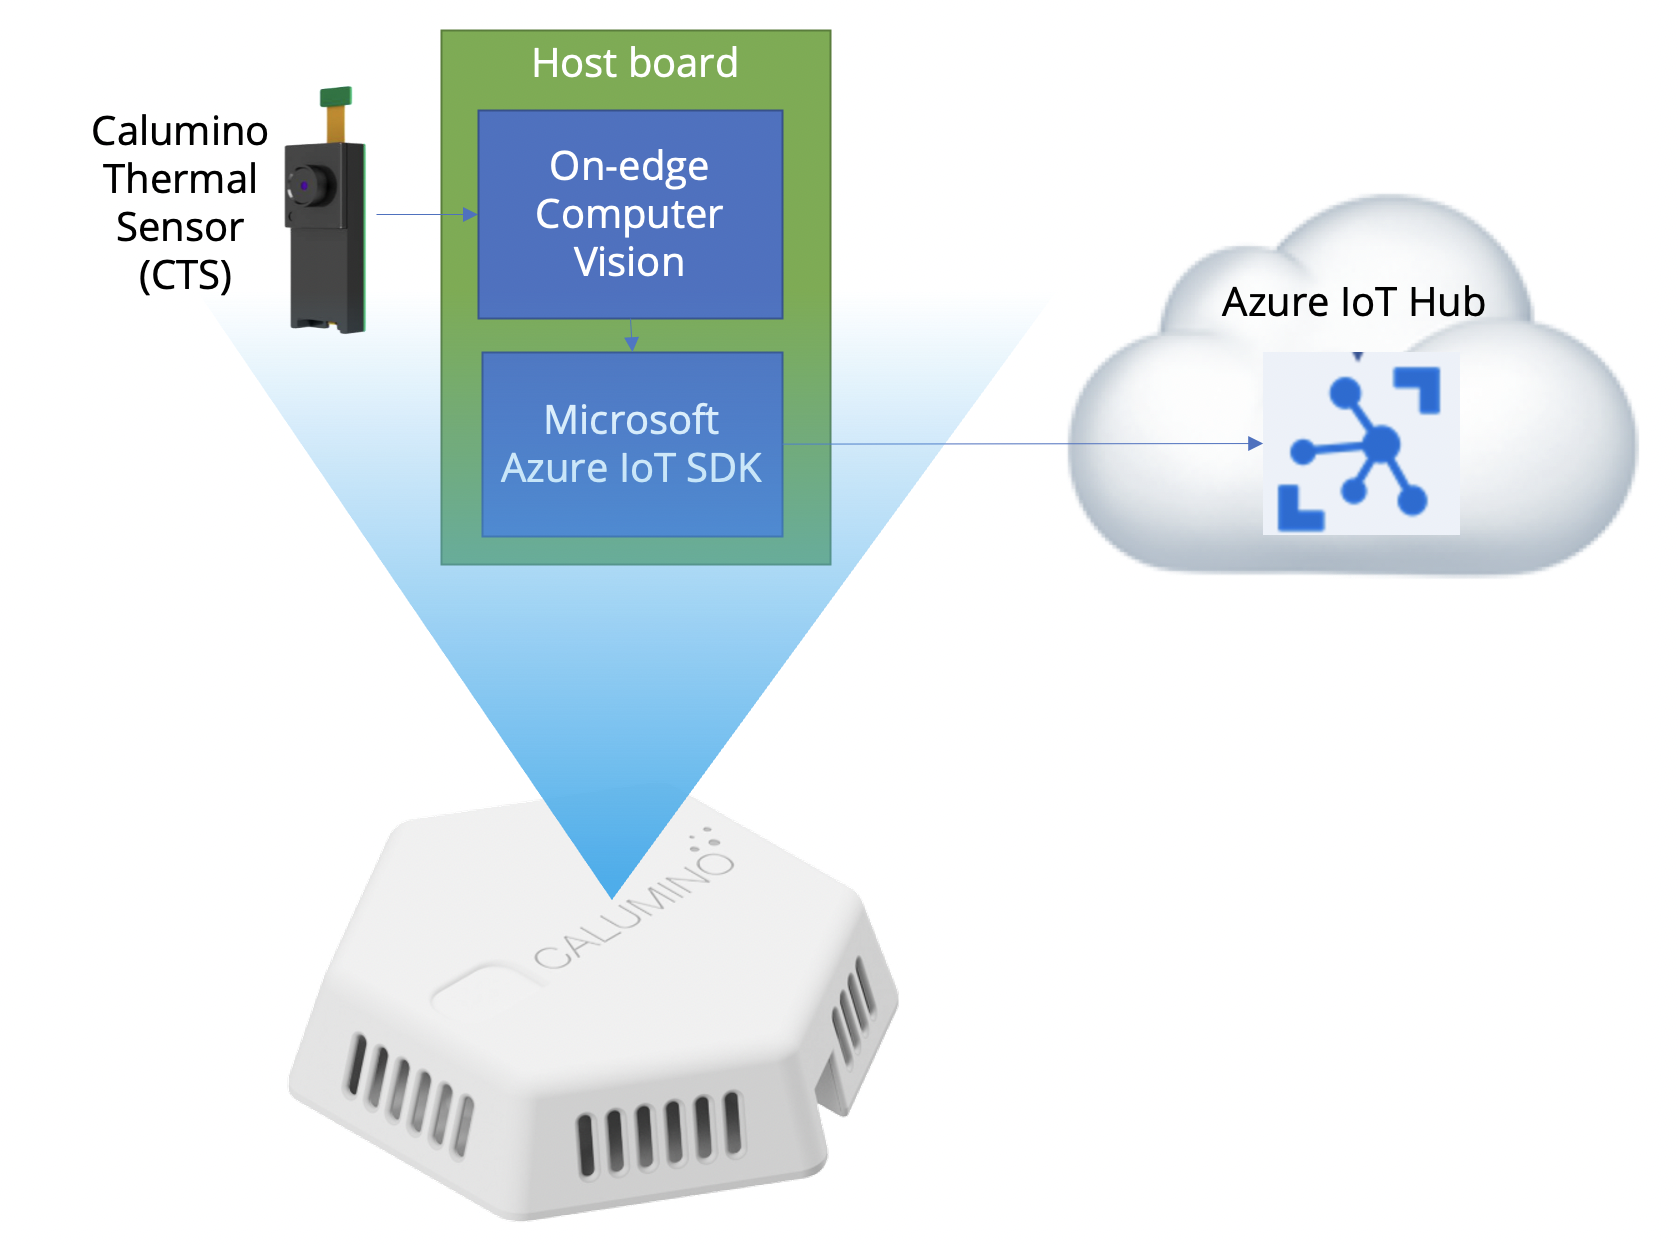 Host board
Calumino
Thermal
Sensor
(CTS)
On-edge
Computer
Vision
Microsoft
Azure IoT SDK
Azure IoT Hub
CALUMINO